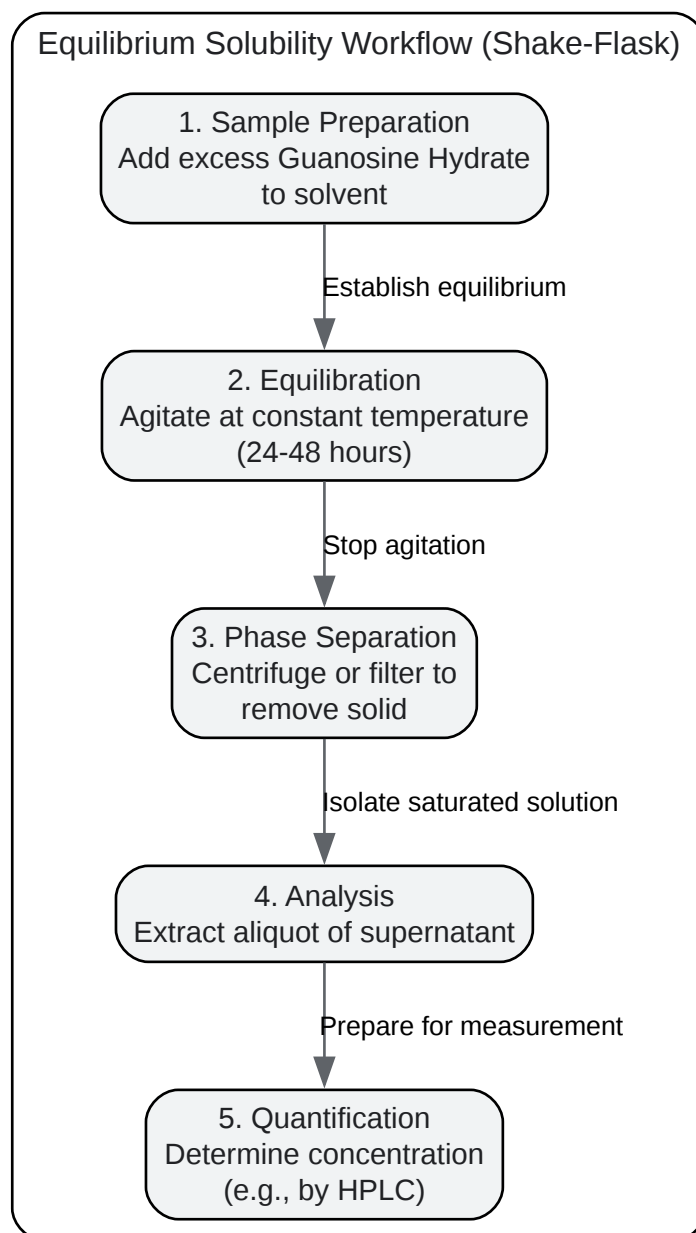 Equilibrium Solubility Workflow (Shake-Flask)
1. Sample Preparation
Add excess Guanosine Hydrate
to solvent
Establish equilibrium
2. Equilibration
Agitate at constant temperature
(24-48 hours)
Stop agitation
3. Phase Separation
Centrifuge or filter to
remove solid
Isolate saturated solution
4. Analysis
Extract aliquot of supernatant
Prepare for measurement
5. Quantification
Determine concentration
(e.g., by HPLC)